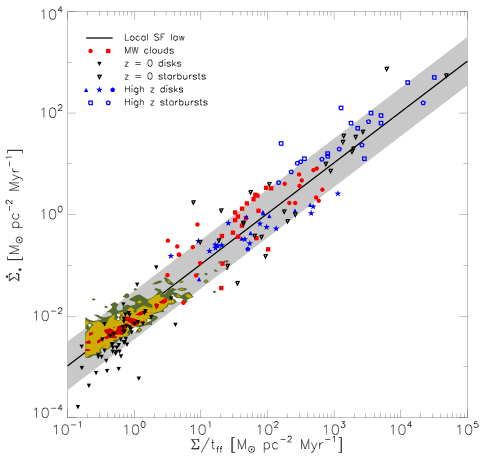 10⁴
10²
10⁰
10⁻²
10⁻⁴
Σ̇⋆ [M⊙ pc⁻² Myr⁻¹]
Local SF law
MW clouds
z = 0 disks
z = 0 starbursts
High z disks
High z starbursts
10⁻¹ 10⁰ 10¹ 10² 10³ 10⁴ 10⁵
Σ/t_ff [M⊙ pc⁻² Myr⁻¹]